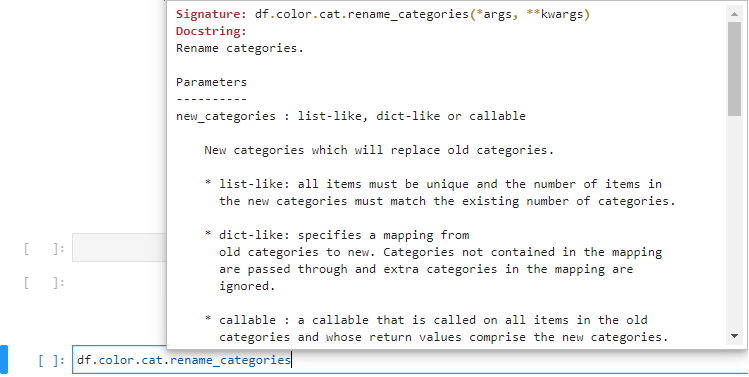 Signature: df.color.cat.rename_categories(*args, **kwargs)
Docstring:
Rename categories.
Parameters
----------
new_categories : list-like, dict-like or callable
New categories which will replace old categories.
* list-like: all items must be unique and the number of items in
the new categories must match the existing number of categories.
* dict-like: specifies a mapping from
old categories to new. Categories not contained in the mapping
are passed through and extra categories in the mapping are
ignored.
* callable : a callable that is called on all items in the old
categories and whose return values comprise the new categories.
[ ]:
[ ]:
[ ]: df.color.cat.rename_categories